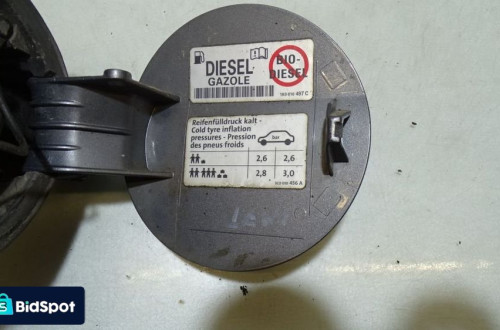 DIESEL
GAZOLE
BIO-
DIESEL
Reifenfülldruck kalt -
Cold tyre inflation
pressures - Pression
des pneus froids
bar
2,6 2,6
2,8 3,0
BidSpot